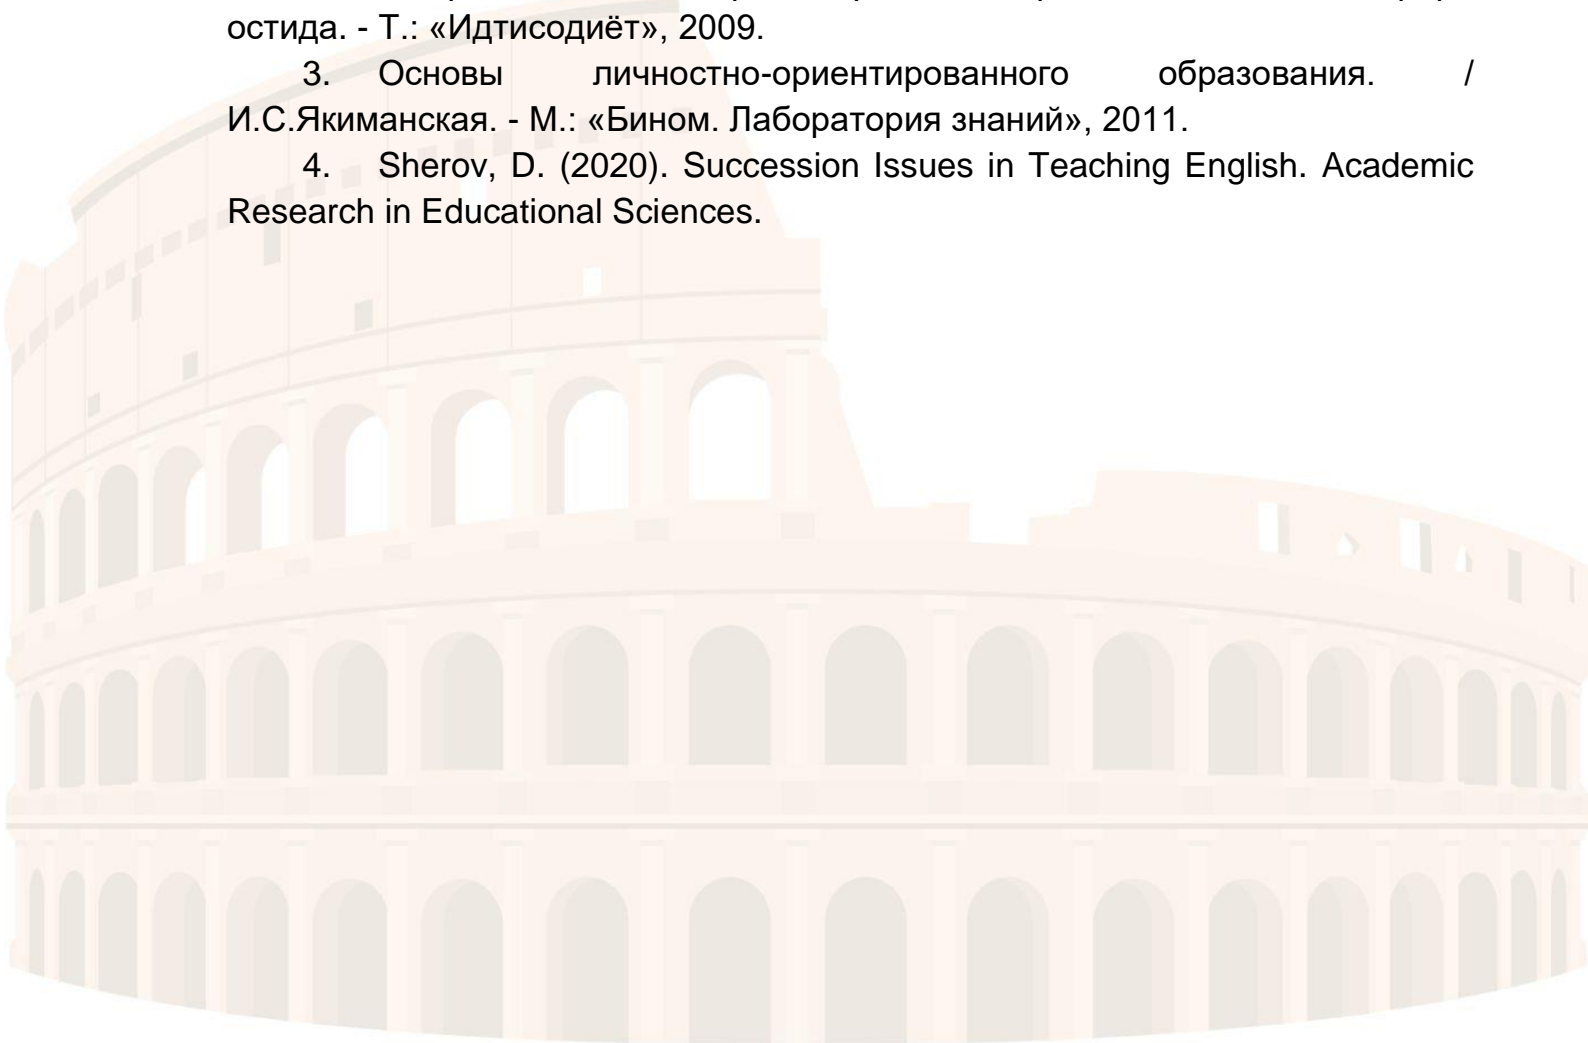 остида. - Т.: «Идтисодиёт», 2009.
3. Основы личностно-ориентированного образования. /
И.С.Якиманская. - М.: «Бином. Лаборатория знаний», 2011.
4. Sherov, D. (2020). Succession Issues in Teaching English. Academic
Research in Educational Sciences.